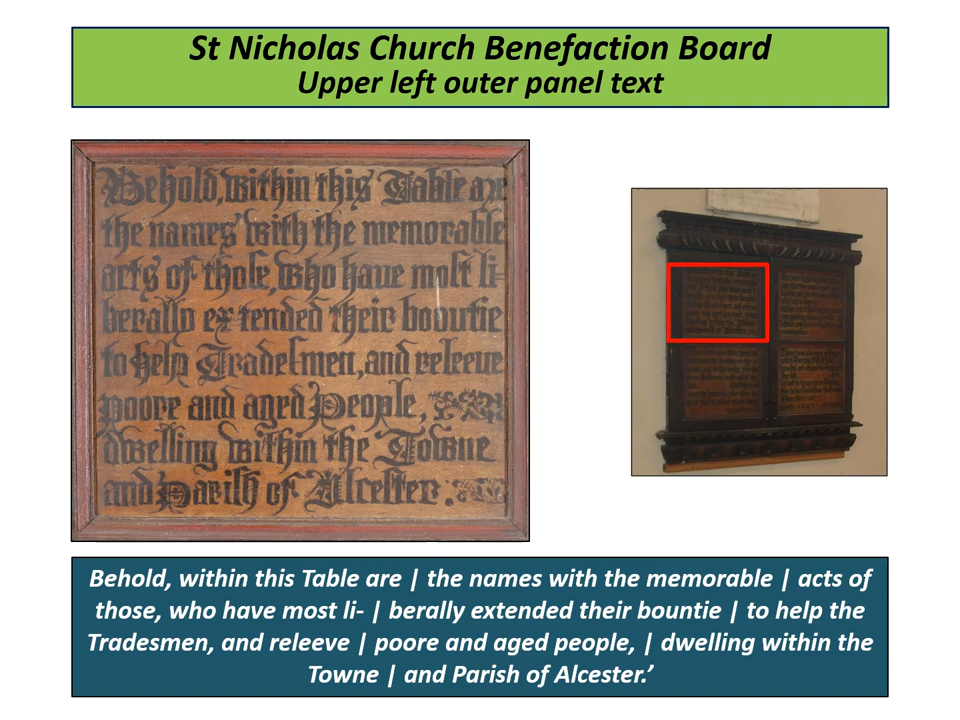 St Nicholas Church Benefaction Board
Upper left outer panel text
Behold, within this Table are
the names with the memorable
acts of those, who haue most li-
berally extended their bountie
to help Tradesmen, and releeve
poore and aged People,
dwelling within the Towne
and Parish of Alcester:
Behold, within this Table are | the names with the memorable | acts of
those, who have most li- | berally extended their bountie | to help the
Tradesmen, and releeve | poore and aged people, | dwelling within the
Towne | and Parish of Alcester.’